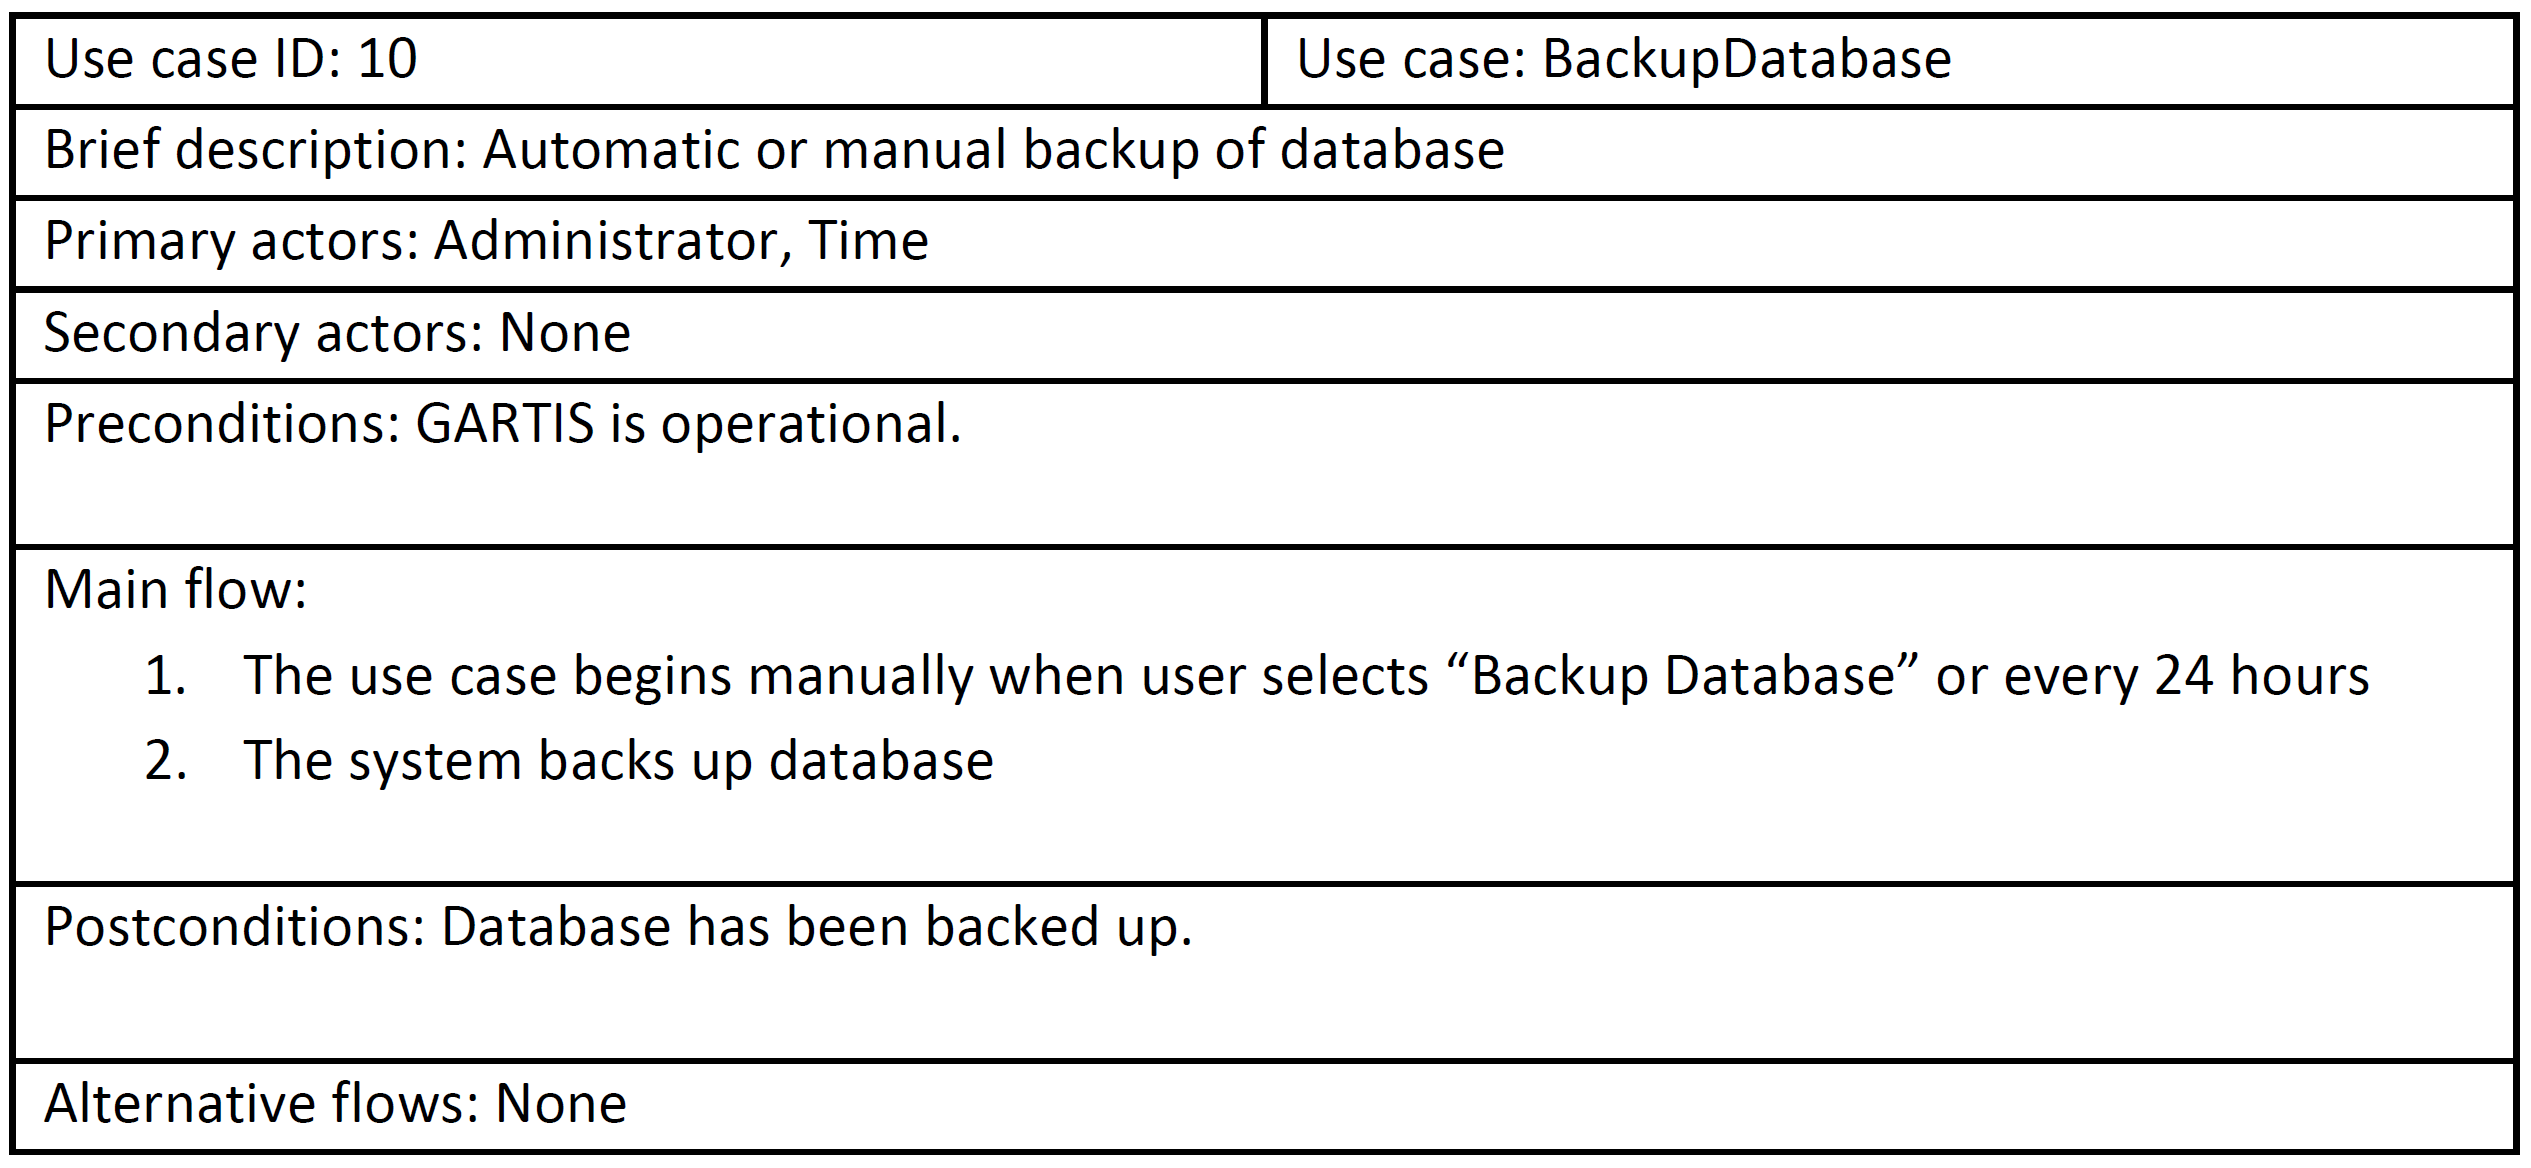 Use case ID: 10
Use case: BackupDatabase
Brief description: Automatic or manual backup of database
Primary actors: Administrator, Time
Secondary actors: None
Preconditions: GARTIS is operational.
Main flow:
1. The use case begins manually when user selects “Backup Database” or every 24 hours
2. The system backs up database
Postconditions: Database has been backed up.
Alternative flows: None